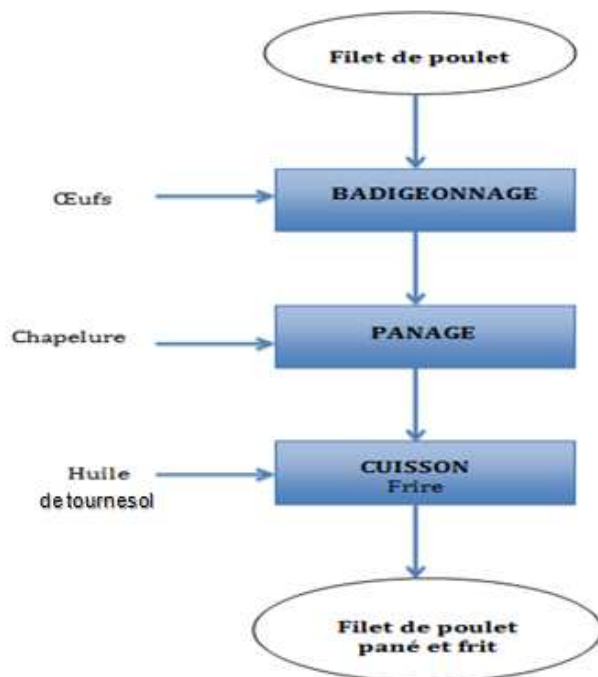 Filet de poulet
Œufs
BADIGEONNAGE
Chapelure
PANAGE
Huile
de tournesol
CUISSON
Frire
Filet de poulet
pané et frit